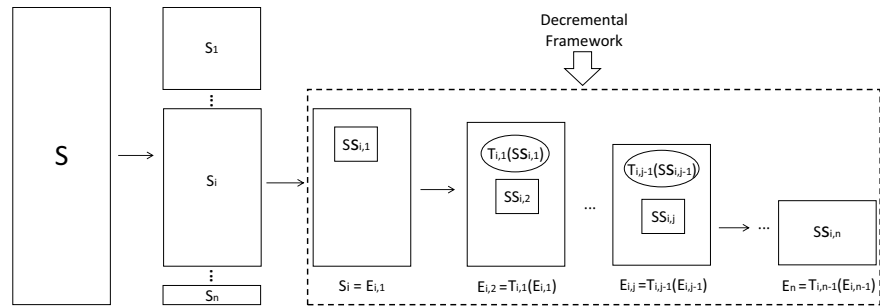 Decremental
Framework
S
S1
⋮
Si
⋮
Sn
SSi,1
Ti,1(SSi,1)
SSi,2
...
Ti,j-1(SSi,j-1)
SSi,j
...
SSi,n
Si = Ei,1
Ei,2 =Ti,1(Ei,1)
Ei,j =Ti,j-1(Ei,j-1)
En =Ti,n-1(Ei,n-1)